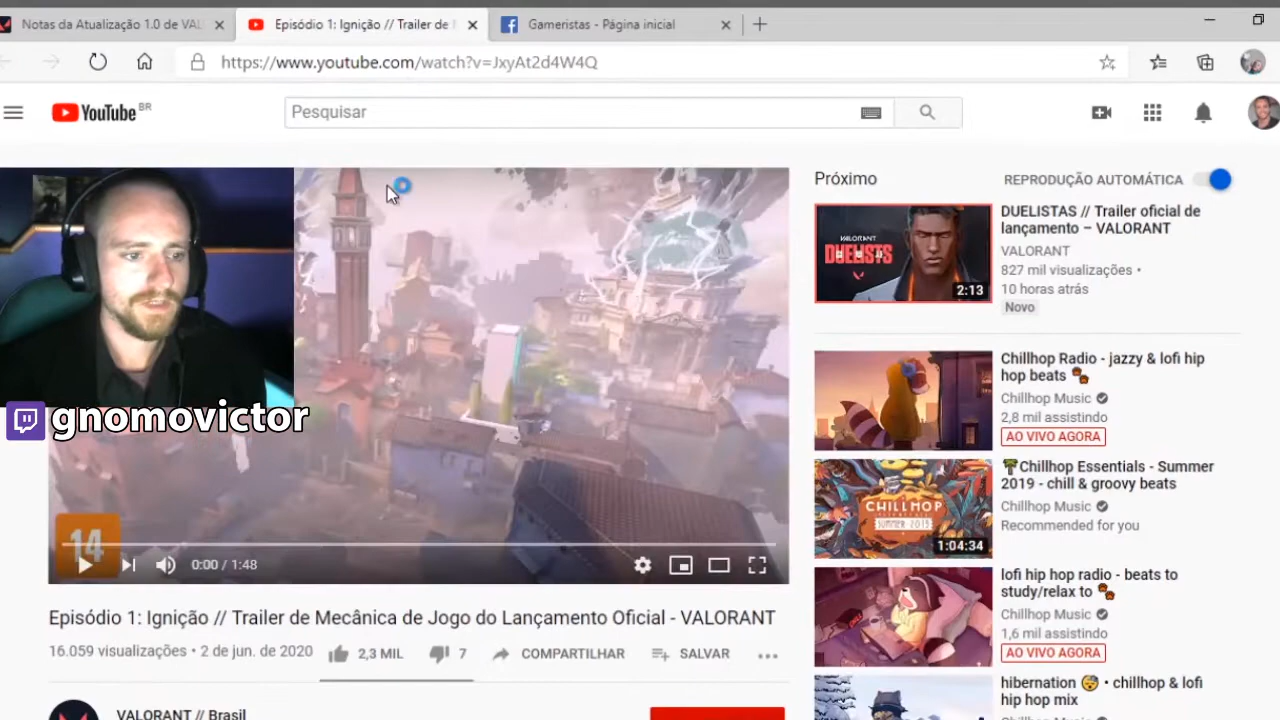 Notas da Atualização 1.0 de VAL
Episódio 1: Ignição // Trailer de
Gameristas - Página inicial
https://www.youtube.com/watch?v=JxyAt2d4W4Q
YouTube BR
Pesquisar
Próximo
REPRODUÇÃO AUTOMÁTICA
VALORANT
DUELISTS
2:13
DUELISTAS // Trailer oficial de
lançamento – VALORANT
VALORANT
827 mil visualizações •
10 horas atrás
Novo
gnomovictor
Chillhop Radio - jazzy & lofi hip
hop beats
Chillhop Music
2,8 mil assistindo
AO VIVO AGORA
CHILLHOP
SUMMER 2019
1:04:34
Chillhop Essentials - Summer
2019 - chill & groovy beats
Chillhop Music
Recommended for you
14
0:00 / 1:48
lofi hip hop radio - beats to
study/relax to
Chillhop Music
1,6 mil assistindo
AO VIVO AGORA
Episódio 1: Ignição // Trailer de Mecânica de Jogo do Lançamento Oficial - VALORANT
16.059 visualizações • 2 de jun. de 2020
2,3 MIL
7
COMPARTILHAR
SALVAR
hibernation 😴 • chillhop & lofi
hip hop mix
VALORANT // Brasil